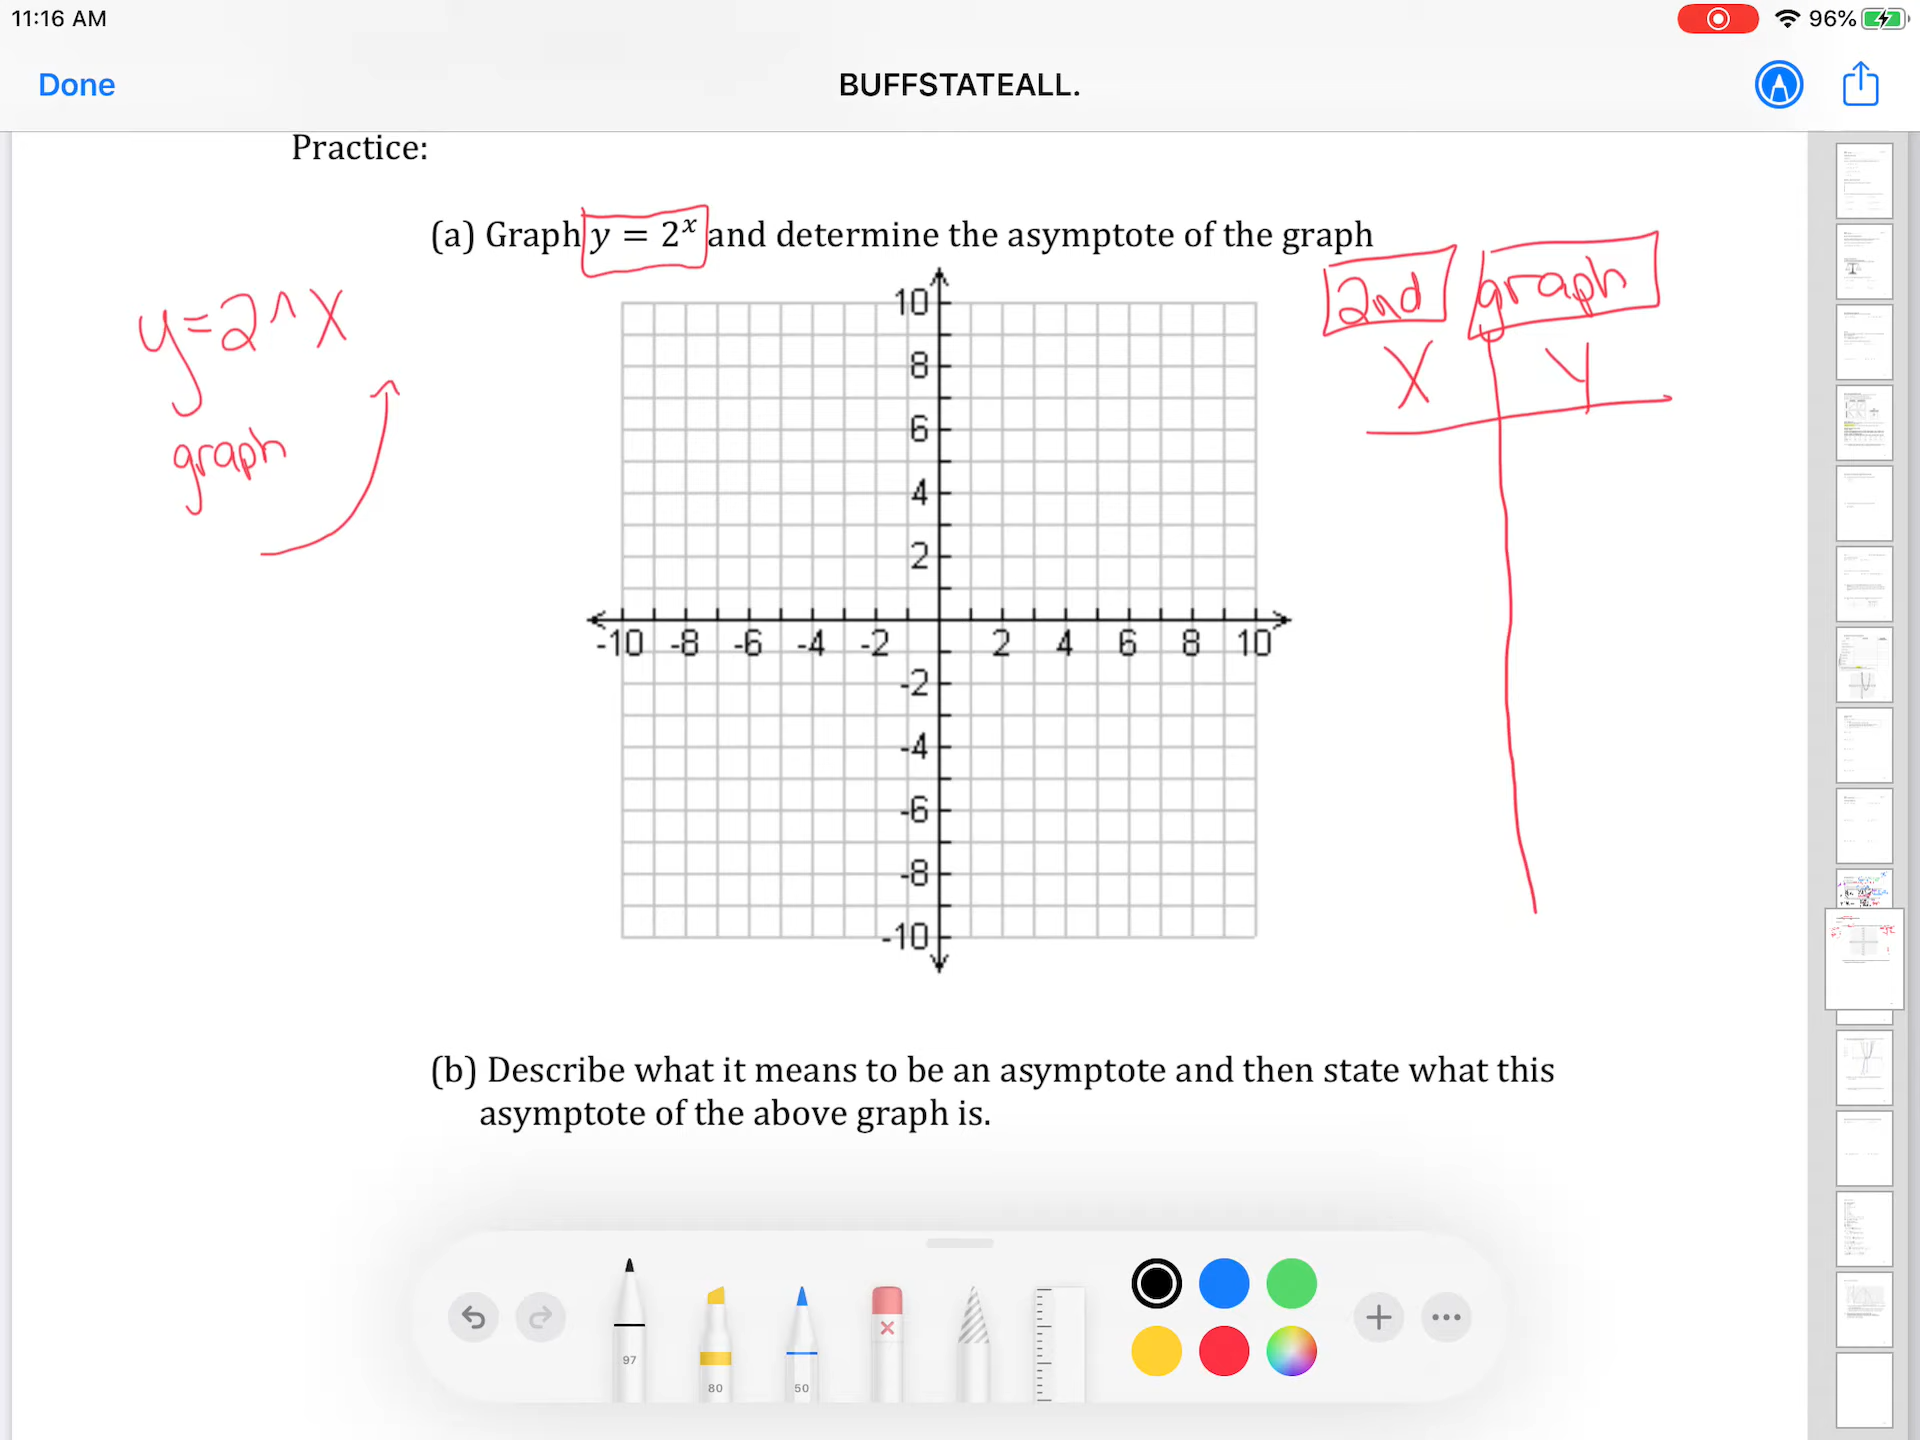 11:16 AM
96%
Done
BUFFSTATEALL.
Practice:
(a) Graph y = 2ˣ and determine the asymptote of the graph
y=2^x
graph
2nd graph
X Y
10
8
6
4
2
-10 -8 -6 -4 -2 2 4 6 8 10
-2
-4
-6
-8
-10
(b) Describe what it means to be an asymptote and then state what this
asymptote of the above graph is.
97
80
50